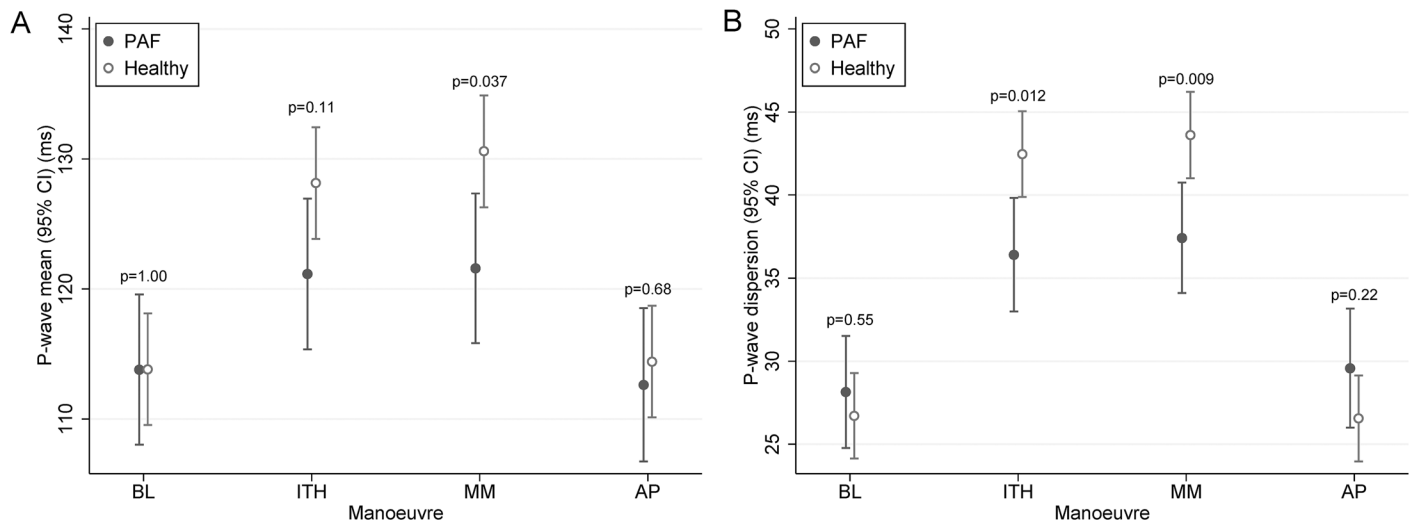 A
P-wave mean (95% CI) (ms)
140
130
120
110
PAF
Healthy
p=1.00
p=0.11
p=0.037
p=0.68
BL
ITH
MM
AP
Manoeuvre
B
P-wave dispersion (95% CI) (ms)
50
45
40
35
30
25
PAF
Healthy
p=0.55
p=0.012
p=0.009
p=0.22
BL
ITH
MM
AP
Manoeuvre